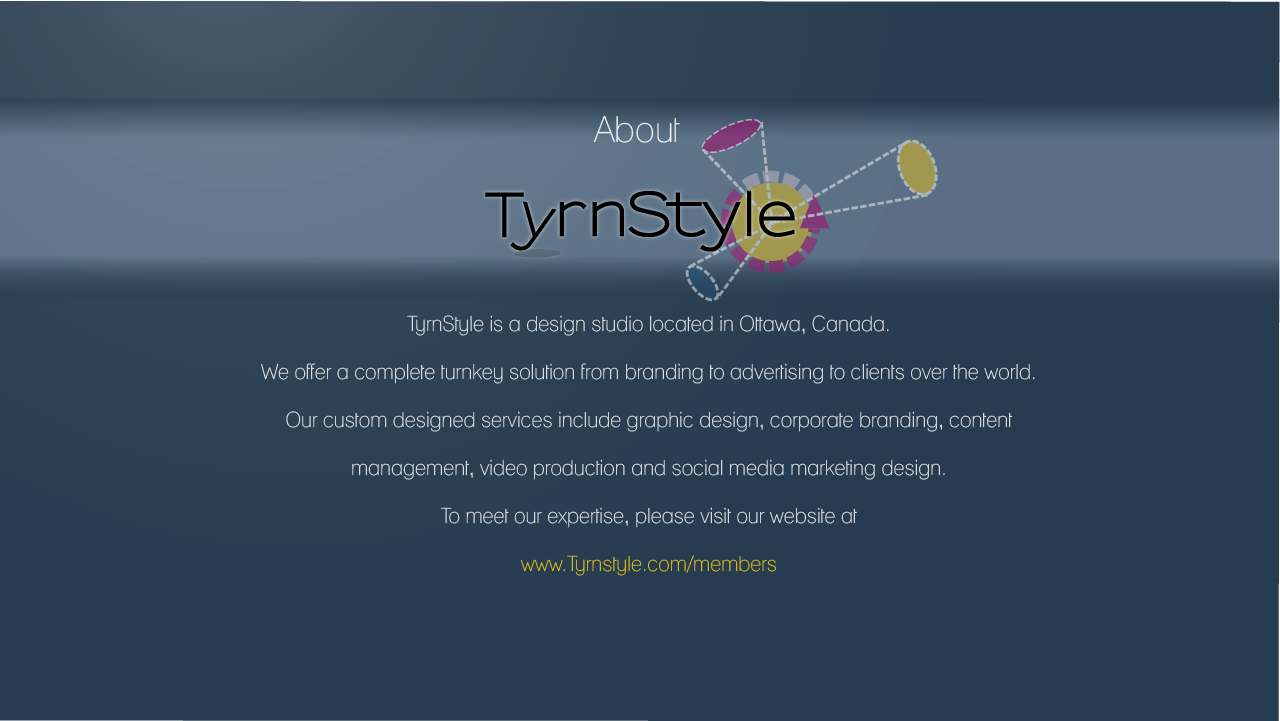 About
TyrnStyle
TyrnStyle is a design studio located in Ottawa, Canada.
We offer a complete turnkey solution from branding to advertising to clients over the world.
Our custom designed services include graphic design, corporate branding, content
management, video production and social media marketing design.
To meet our expertise, please visit our website at
www.Tyrnstyle.com/members